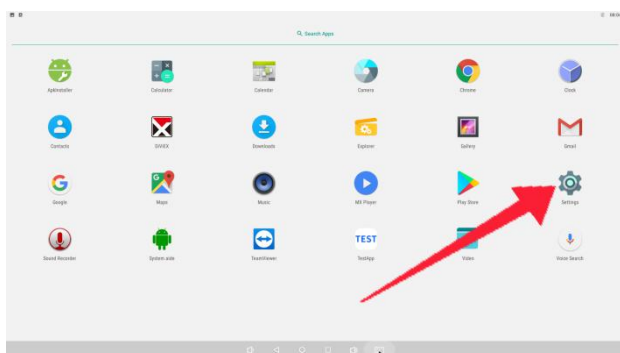 Search Apps
ApkInstaller Calculator Calendar Camera Chrome Clock
Contacts DIVIEX Downloads Explorer Gallery Gmail
Google Maps Music MX Player Play Store Settings
TEST
Sound Recorder System aide TeamViewer TestApp Video Voice Search